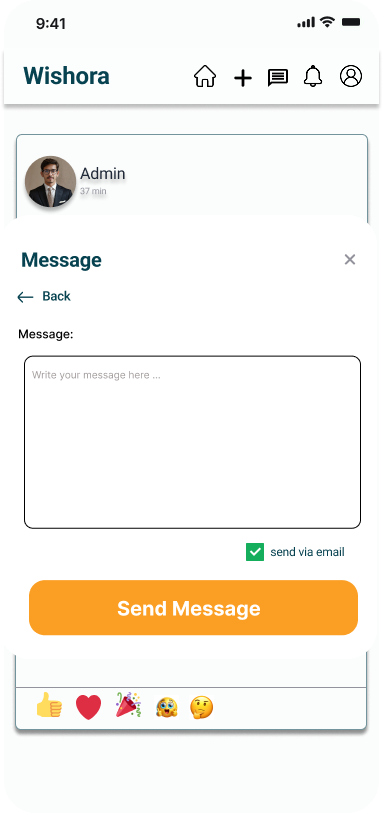 9:41
Wishora
Admin
37 min
Message
Back
Message:
Write your message here ...
send via email
Send Message